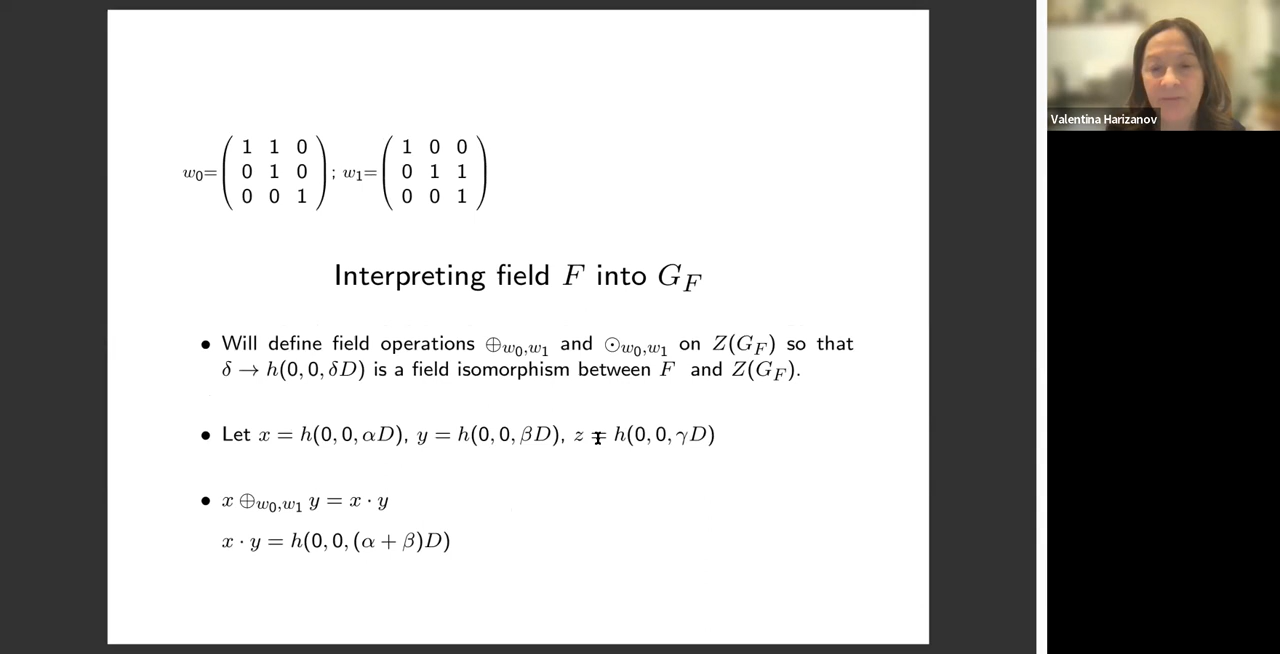 w₀= ( 1 1 0 ; w₁= ( 1 0 0
0 1 0 0 1 1
0 0 1 ) 0 0 1 )
Interpreting field F into G_F
• Will define field operations ⊕_{w₀,w₁} and ⊙_{w₀,w₁} on Z(G_F) so that
δ → h(0, 0, δD) is a field isomorphism between F and Z(G_F).
• Let x = h(0, 0, αD), y = h(0, 0, βD), z = h(0, 0, γD)
• x ⊕_{w₀,w₁} y = x · y
x · y = h(0, 0, (α + β)D)
Valentina Harizanov